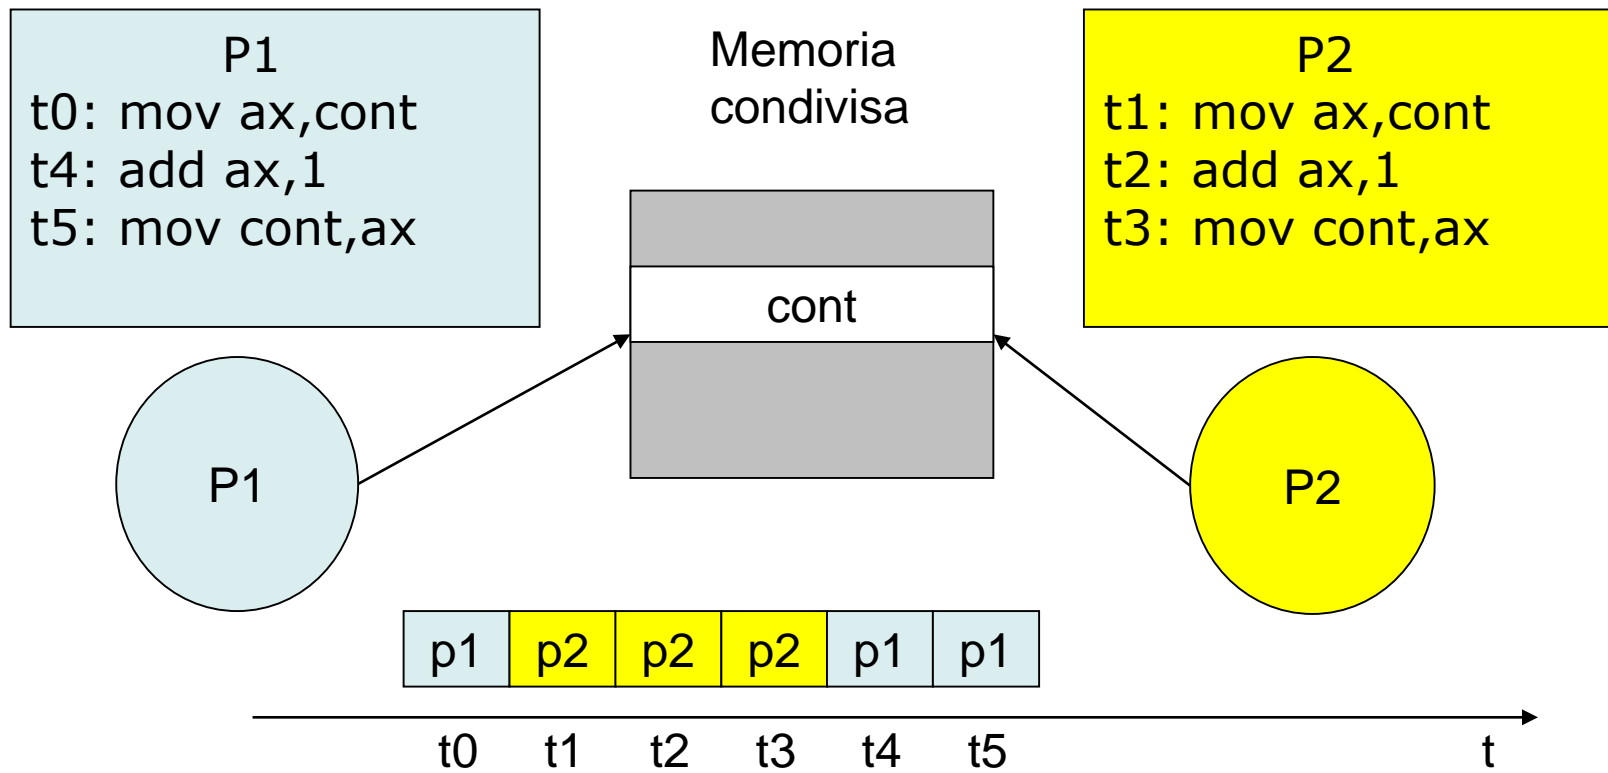 P1
t0: mov ax,cont
t4: add ax,1
t5: mov cont,ax
Memoria
condivisa
cont
P2
t1: mov ax,cont
t2: add ax,1
t3: mov cont,ax
P1
P2
p1 p2 p2 p2 p1 p1
t0 t1 t2 t3 t4 t5 t